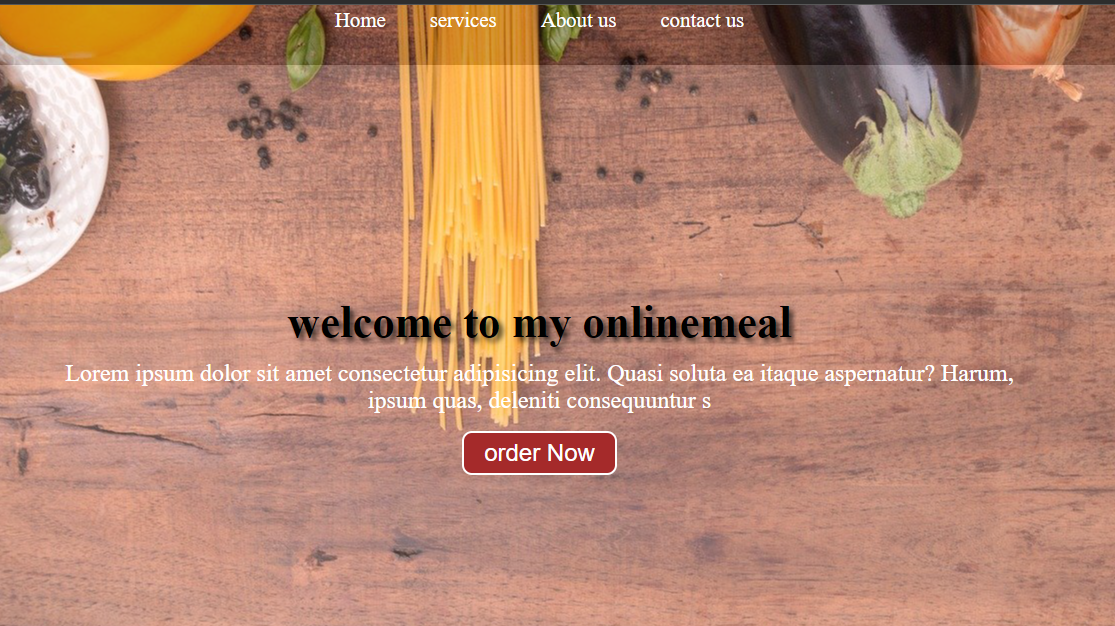 Home services About us contact us
welcome to my onlinemeal
Lorem ipsum dolor sit amet consectetur adipisicing elit. Quasi soluta ea itaque aspernatur? Harum,
ipsum quas, deleniti consequuntur s
order Now